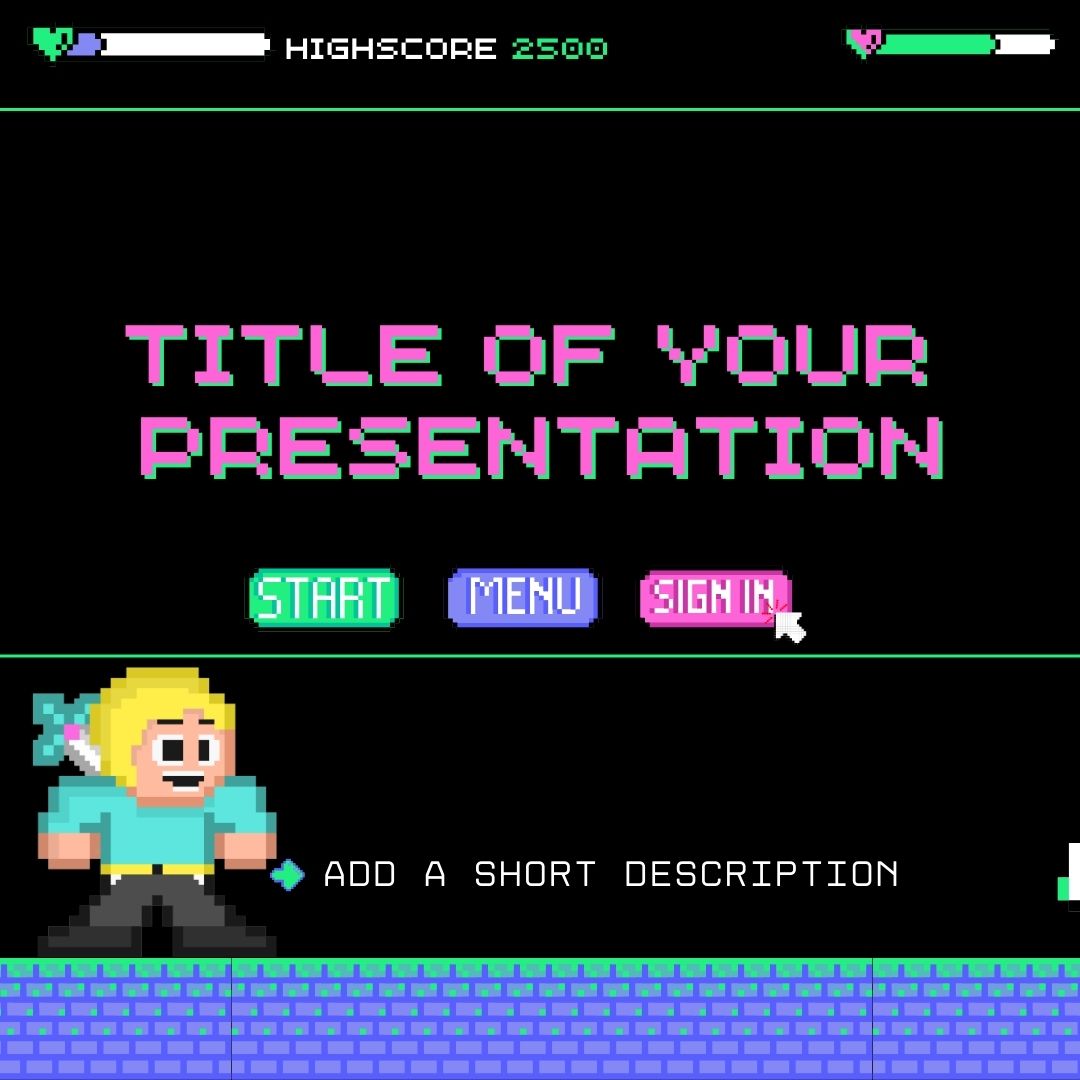 HIGHSCORE 2500
TITLE OF YOUR
PRESENTATION
START MENU SIGN IN
ADD A SHORT DESCRIPTION